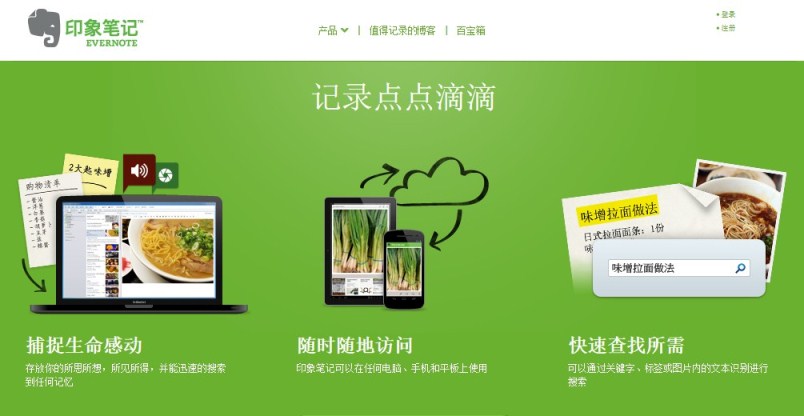 印象笔记™
EVERNOTE
产品 | 值得记录的博客 | 百宝箱
登录
注册
记录点点滴滴
购物清单
2大匙味增
味增拉面做法
日式拉面面条:1份
味
味增拉面做法
捕捉生命感动
存放你的所思所想,所见所得,并能迅速的搜索
到任何记忆
随时随地访问
印象笔记可以在任何电脑、手机和平板上使用
快速查找所需
可以通过关键字、标签或图片内的文本识别进行
搜索